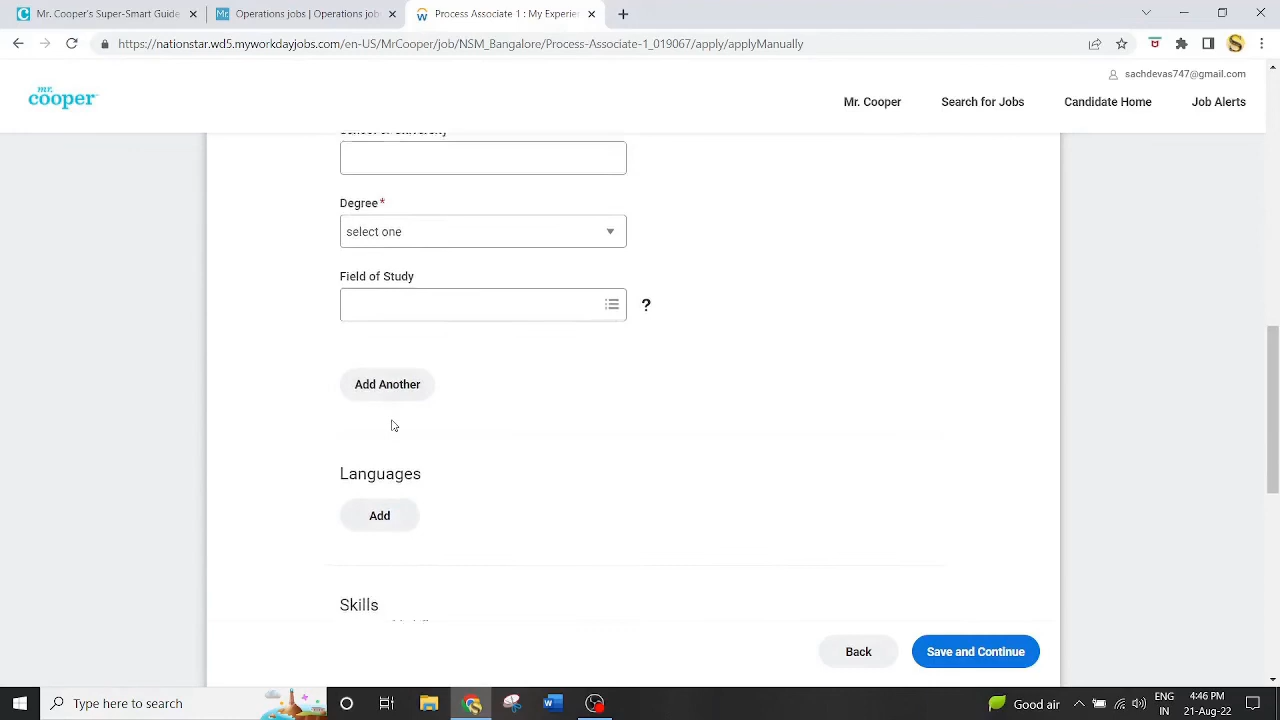 Mr. Cooper's Super-Smart Guide
Mr. Operations jobs | Operations job
Process Associate 1 : My Experie
https://nationstar.wd5.myworkdayjobs.com/en-US/MrCooper/job/NSM_Bangalore/Process-Associate-1_019067/apply/applyManually
sachdevas747@gmail.com
mr. cooper
Mr. Cooper
Search for Jobs
Candidate Home
Job Alerts
Degree*
select one
Field of Study
?
Add Another
Languages
Add
Skills
Back
Save and Continue
Type here to search
Good air
ENG
IN
4:46 PM
21-Aug-22